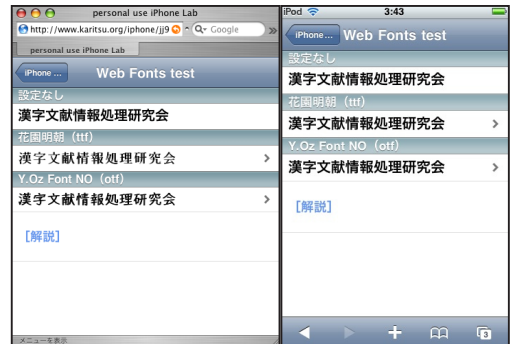 personal use iPhone Lab
http://www.karitsu.org/iphone/jj9
Google
personal use iPhone Lab
iPhone ...
Web Fonts test
設定なし
漢字文献情報処理研究会
花園明朝（ttf）
漢字文献情報処理研究会
Y.Oz Font NO（otf）
漢字文献情報処理研究会
［解説］
メニューを表示
iPod
3:43
iPhone ...
Web Fonts test
設定なし
漢字文献情報処理研究会
花園明朝（ttf）
漢字文献情報処理研究会
Y.Oz Font NO（otf）
漢字文献情報処理研究会
［解説］
3